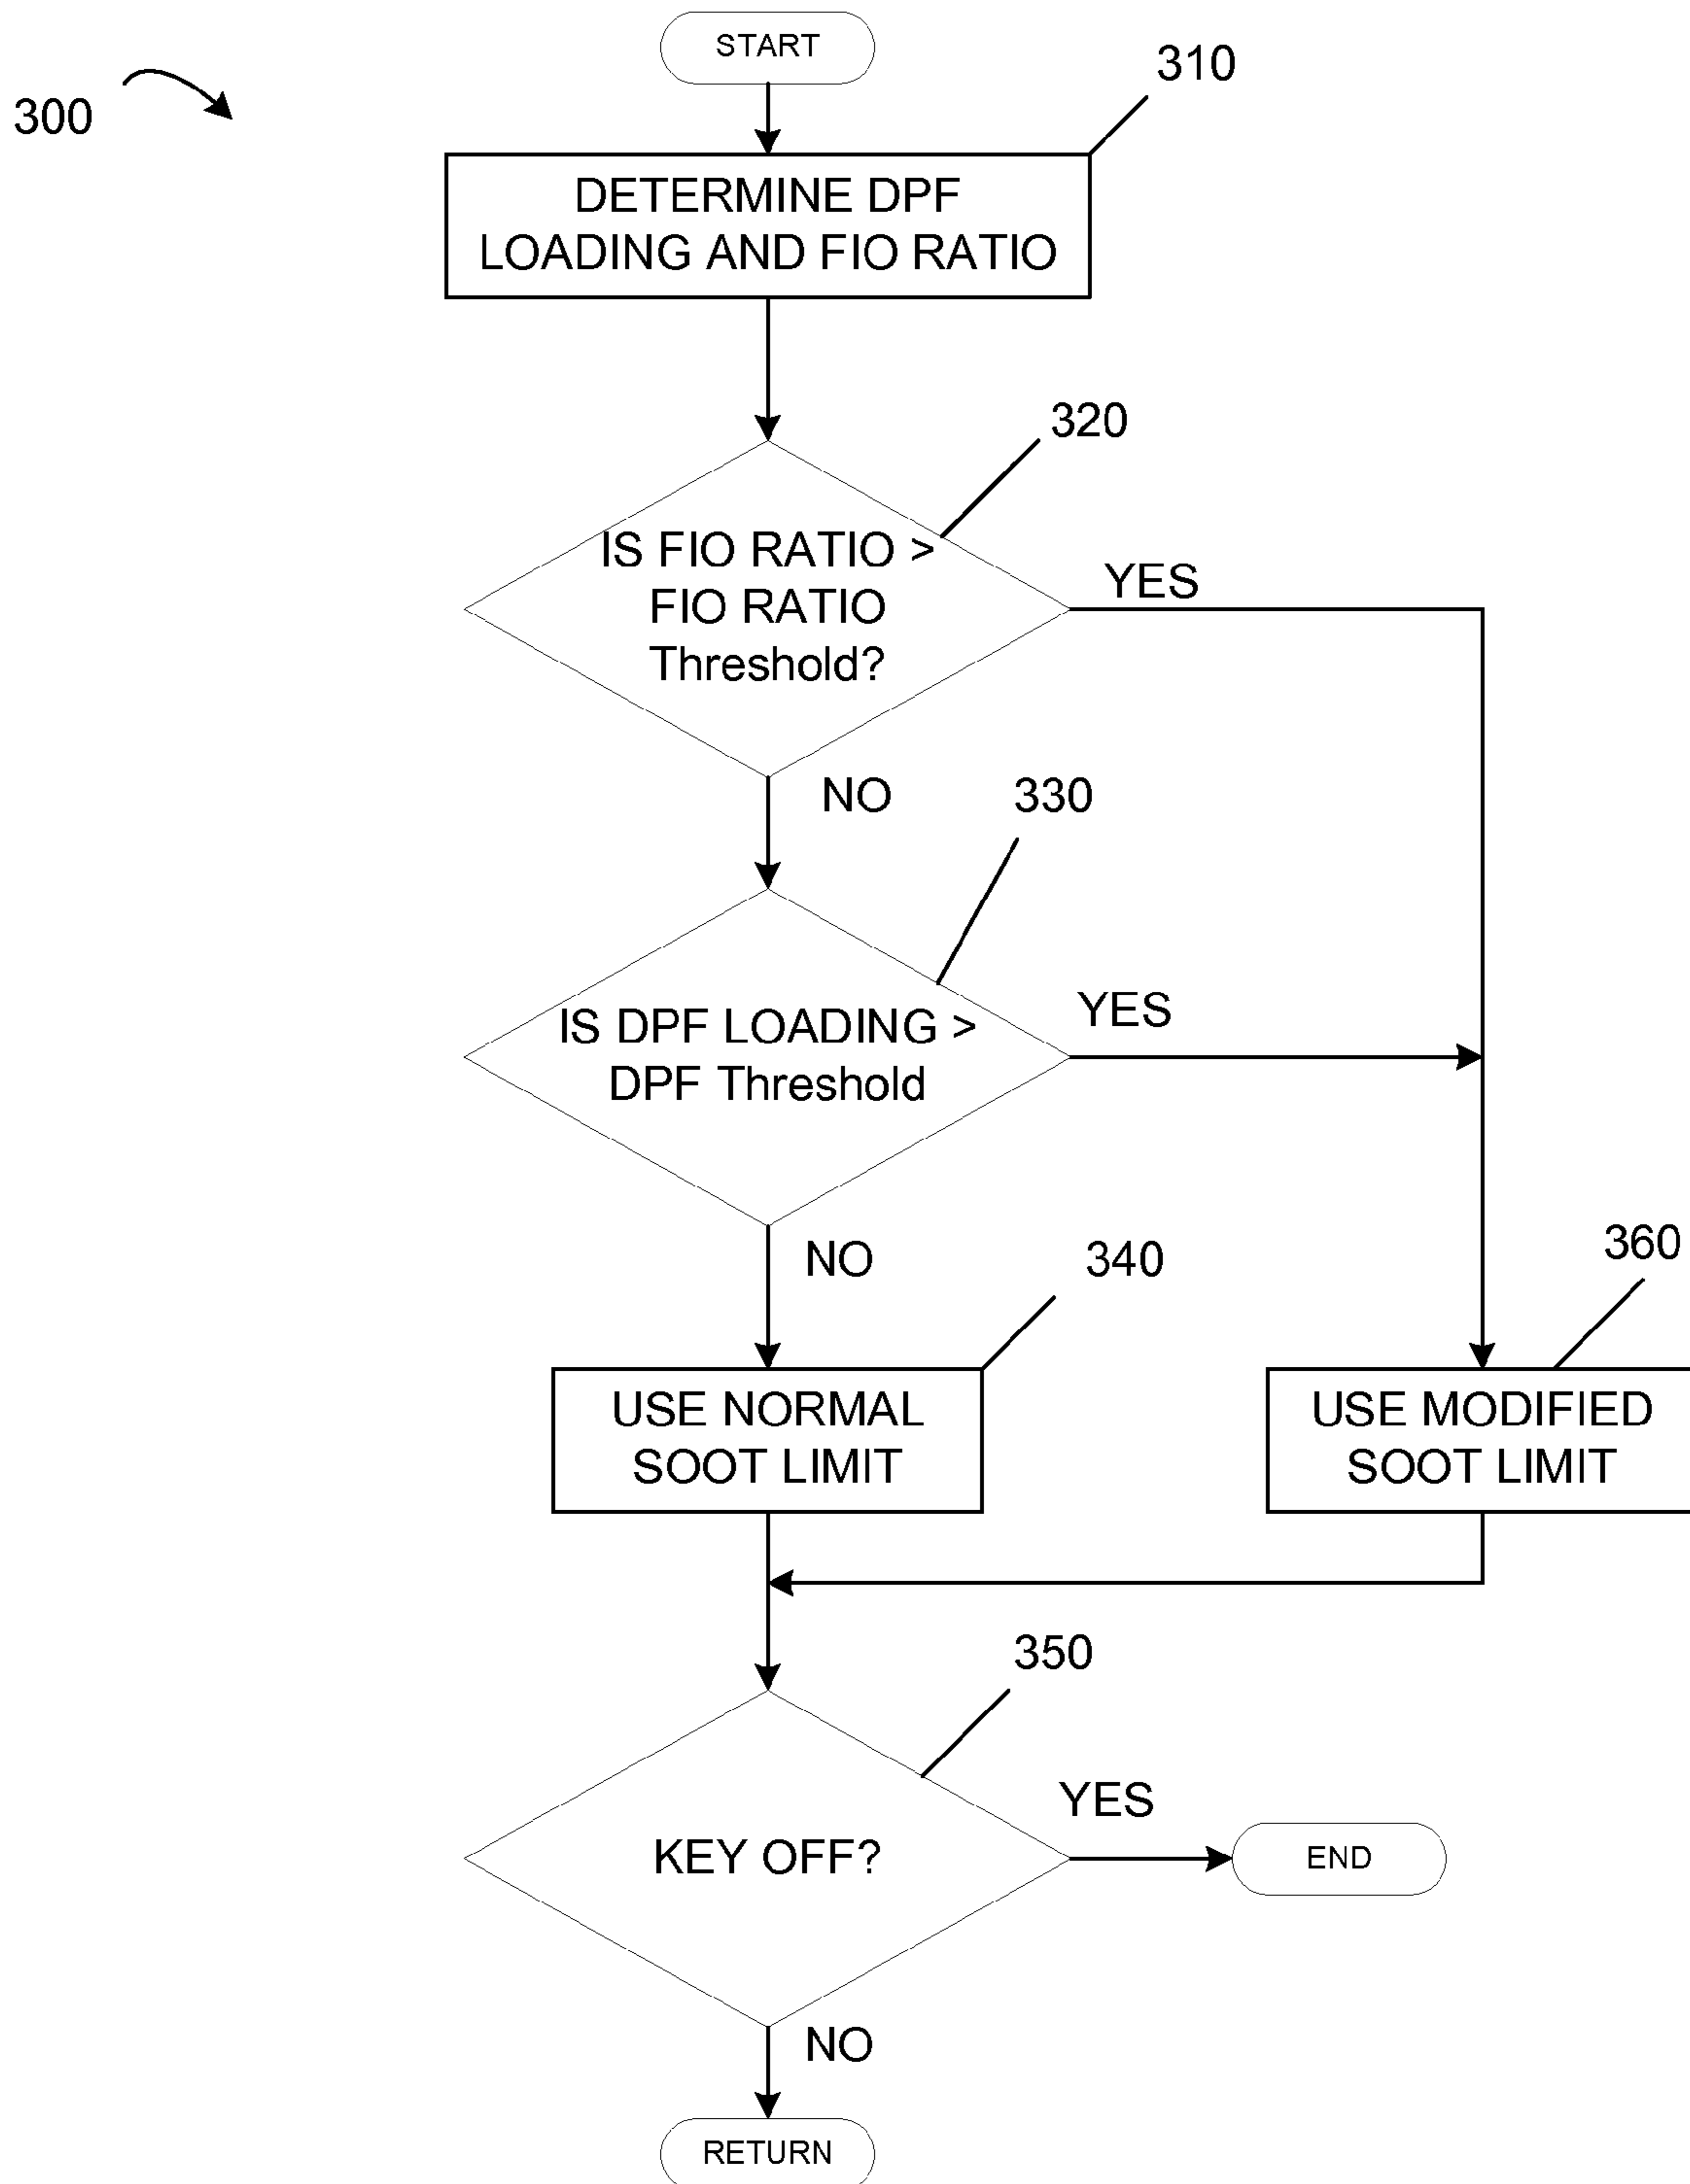 START
300
310
DETERMINE DPF
LOADING AND FIO RATIO
320
IS FIO RATIO >
FIO RATIO
Threshold?
YES
NO
330
IS DPF LOADING >
DPF Threshold
YES
NO
340
360
USE NORMAL
SOOT LIMIT
USE MODIFIED
SOOT LIMIT
350
KEY OFF?
YES
END
NO
RETURN